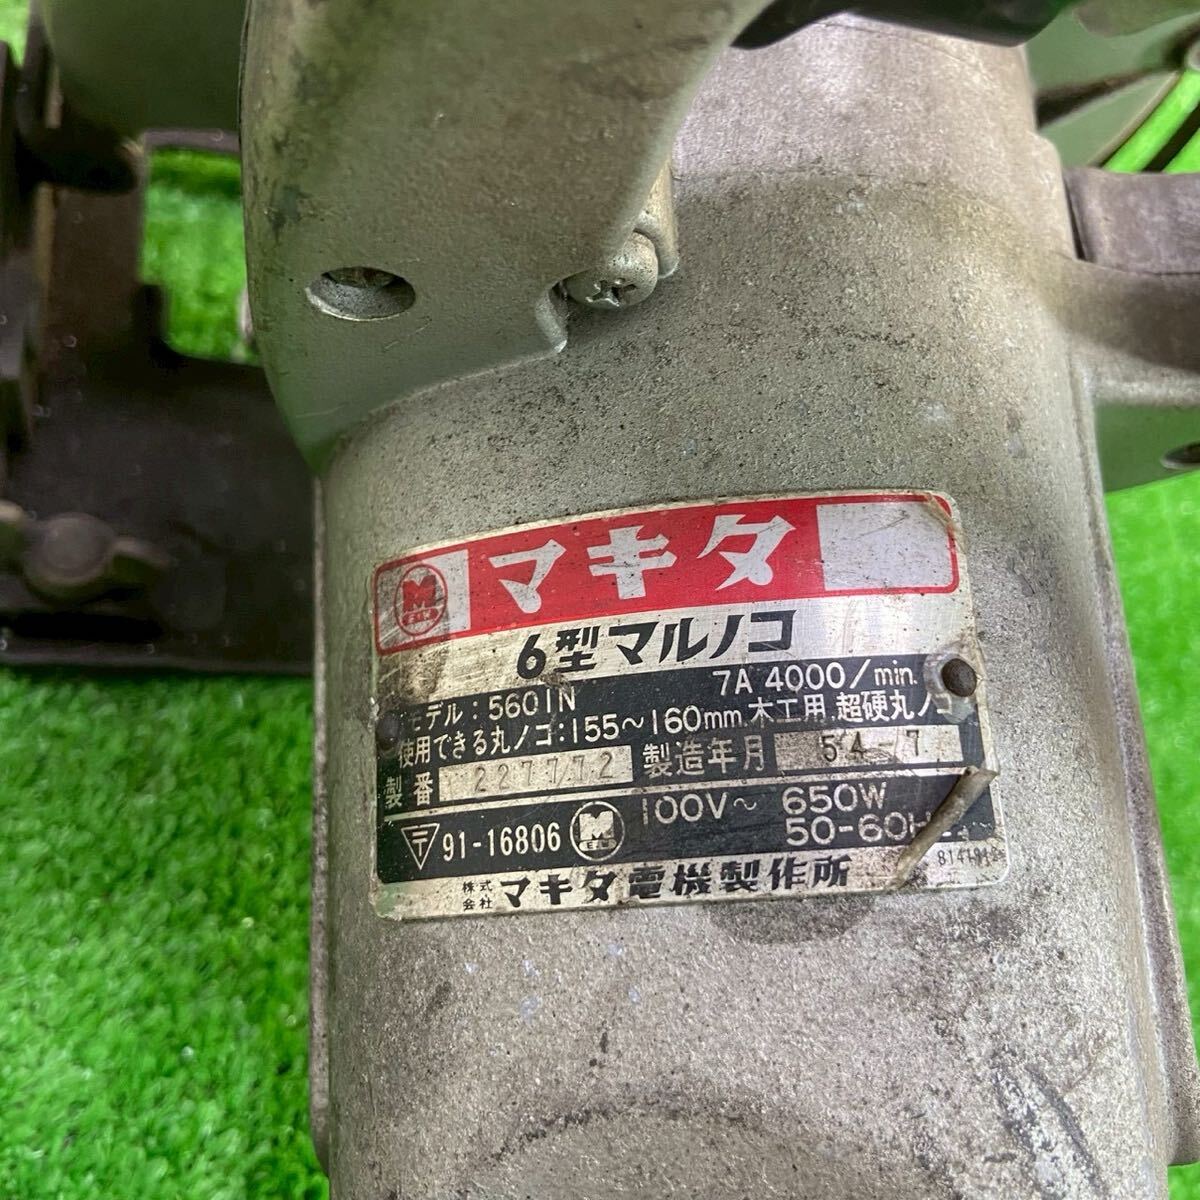 マキタ
6型マルノコ
モデル:5601N 7A 4000/min.
使用できる丸ノコ:155〜160mm.木工用.超硬丸ノコ
製番 227772 製造年月 54-7
〒 91-16806 M 100V〜 650W
50-60Hz
株式会社 マキタ電機製作所